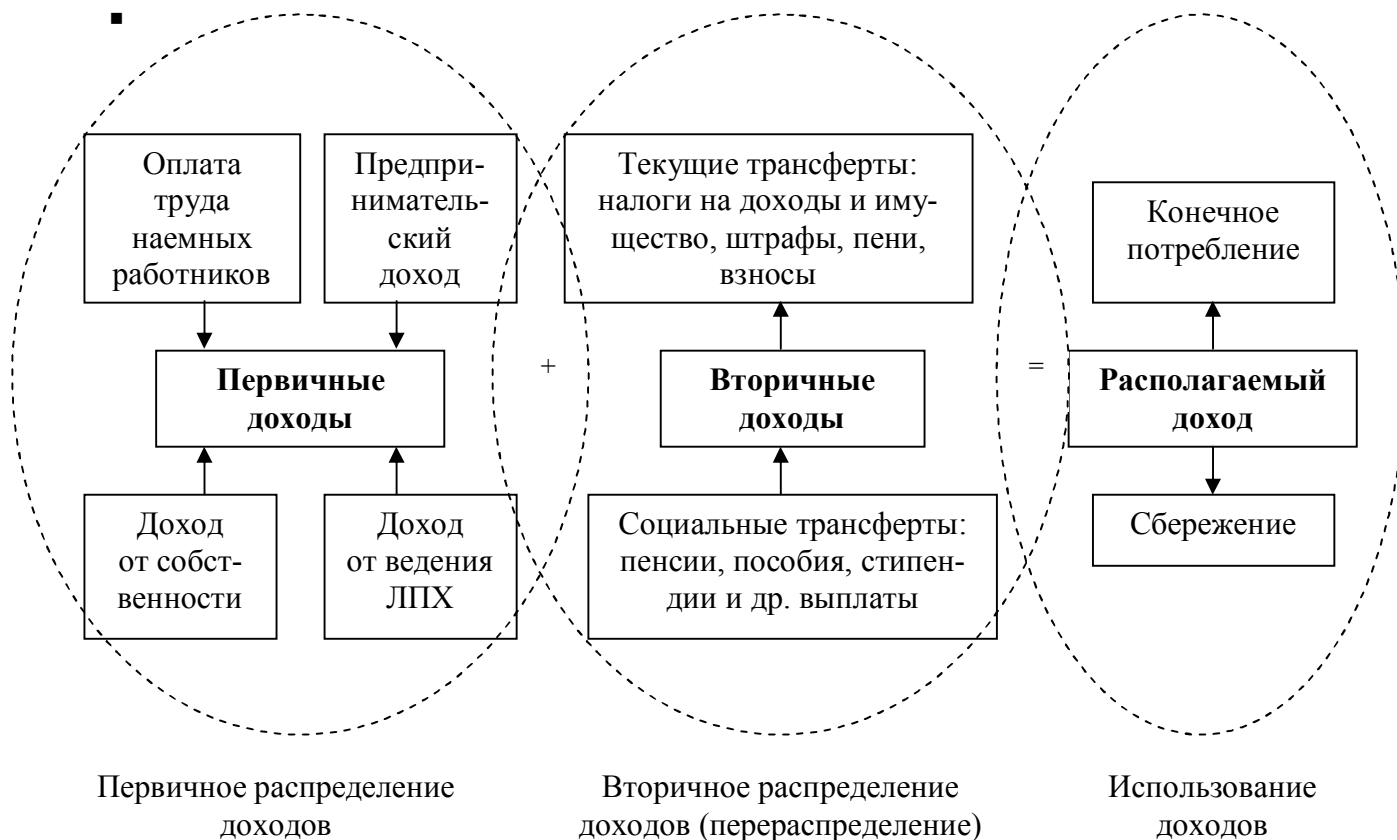 Оплата
труда
наемных
работников
Предпри-
ниматель-
ский
доход
Текущие трансферты:
налоги на доходы и иму-
щество, штрафы, пени,
взносы
Конечное
потребление
Первичные
доходы
+
Вторичные
доходы
=
Располагаемый
доход
Доход
от собст-
венности
Доход
от ведения
ЛПХ
Социальные трансферты:
пенсии, пособия, стипен-
дии и др. выплаты
Сбережение
Первичное распределение
доходов
Вторичное распределение
доходов (перераспределение)
Использование
доходов